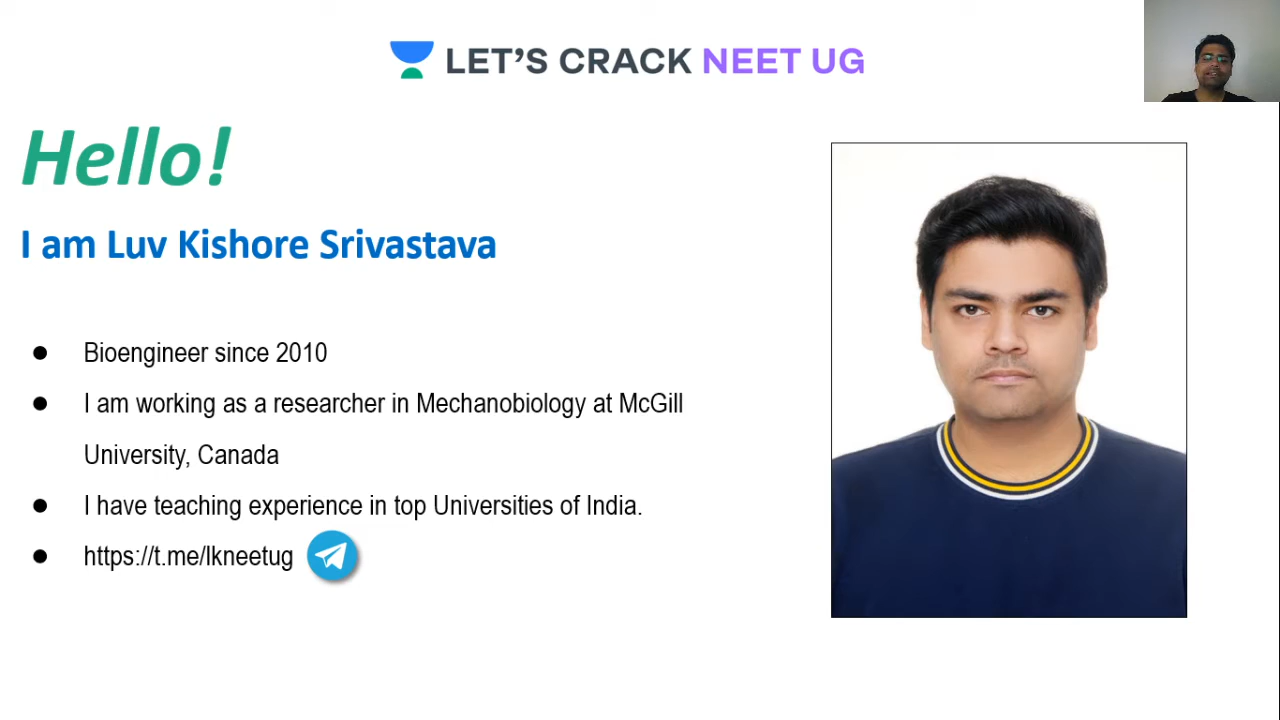 LET'S CRACK NEET UG
Hello!
I am Luv Kishore Srivastava
● Bioengineer since 2010
● I am working as a researcher in Mechanobiology at McGill
University, Canada
● I have teaching experience in top Universities of India.
● https://t.me/lkneetug